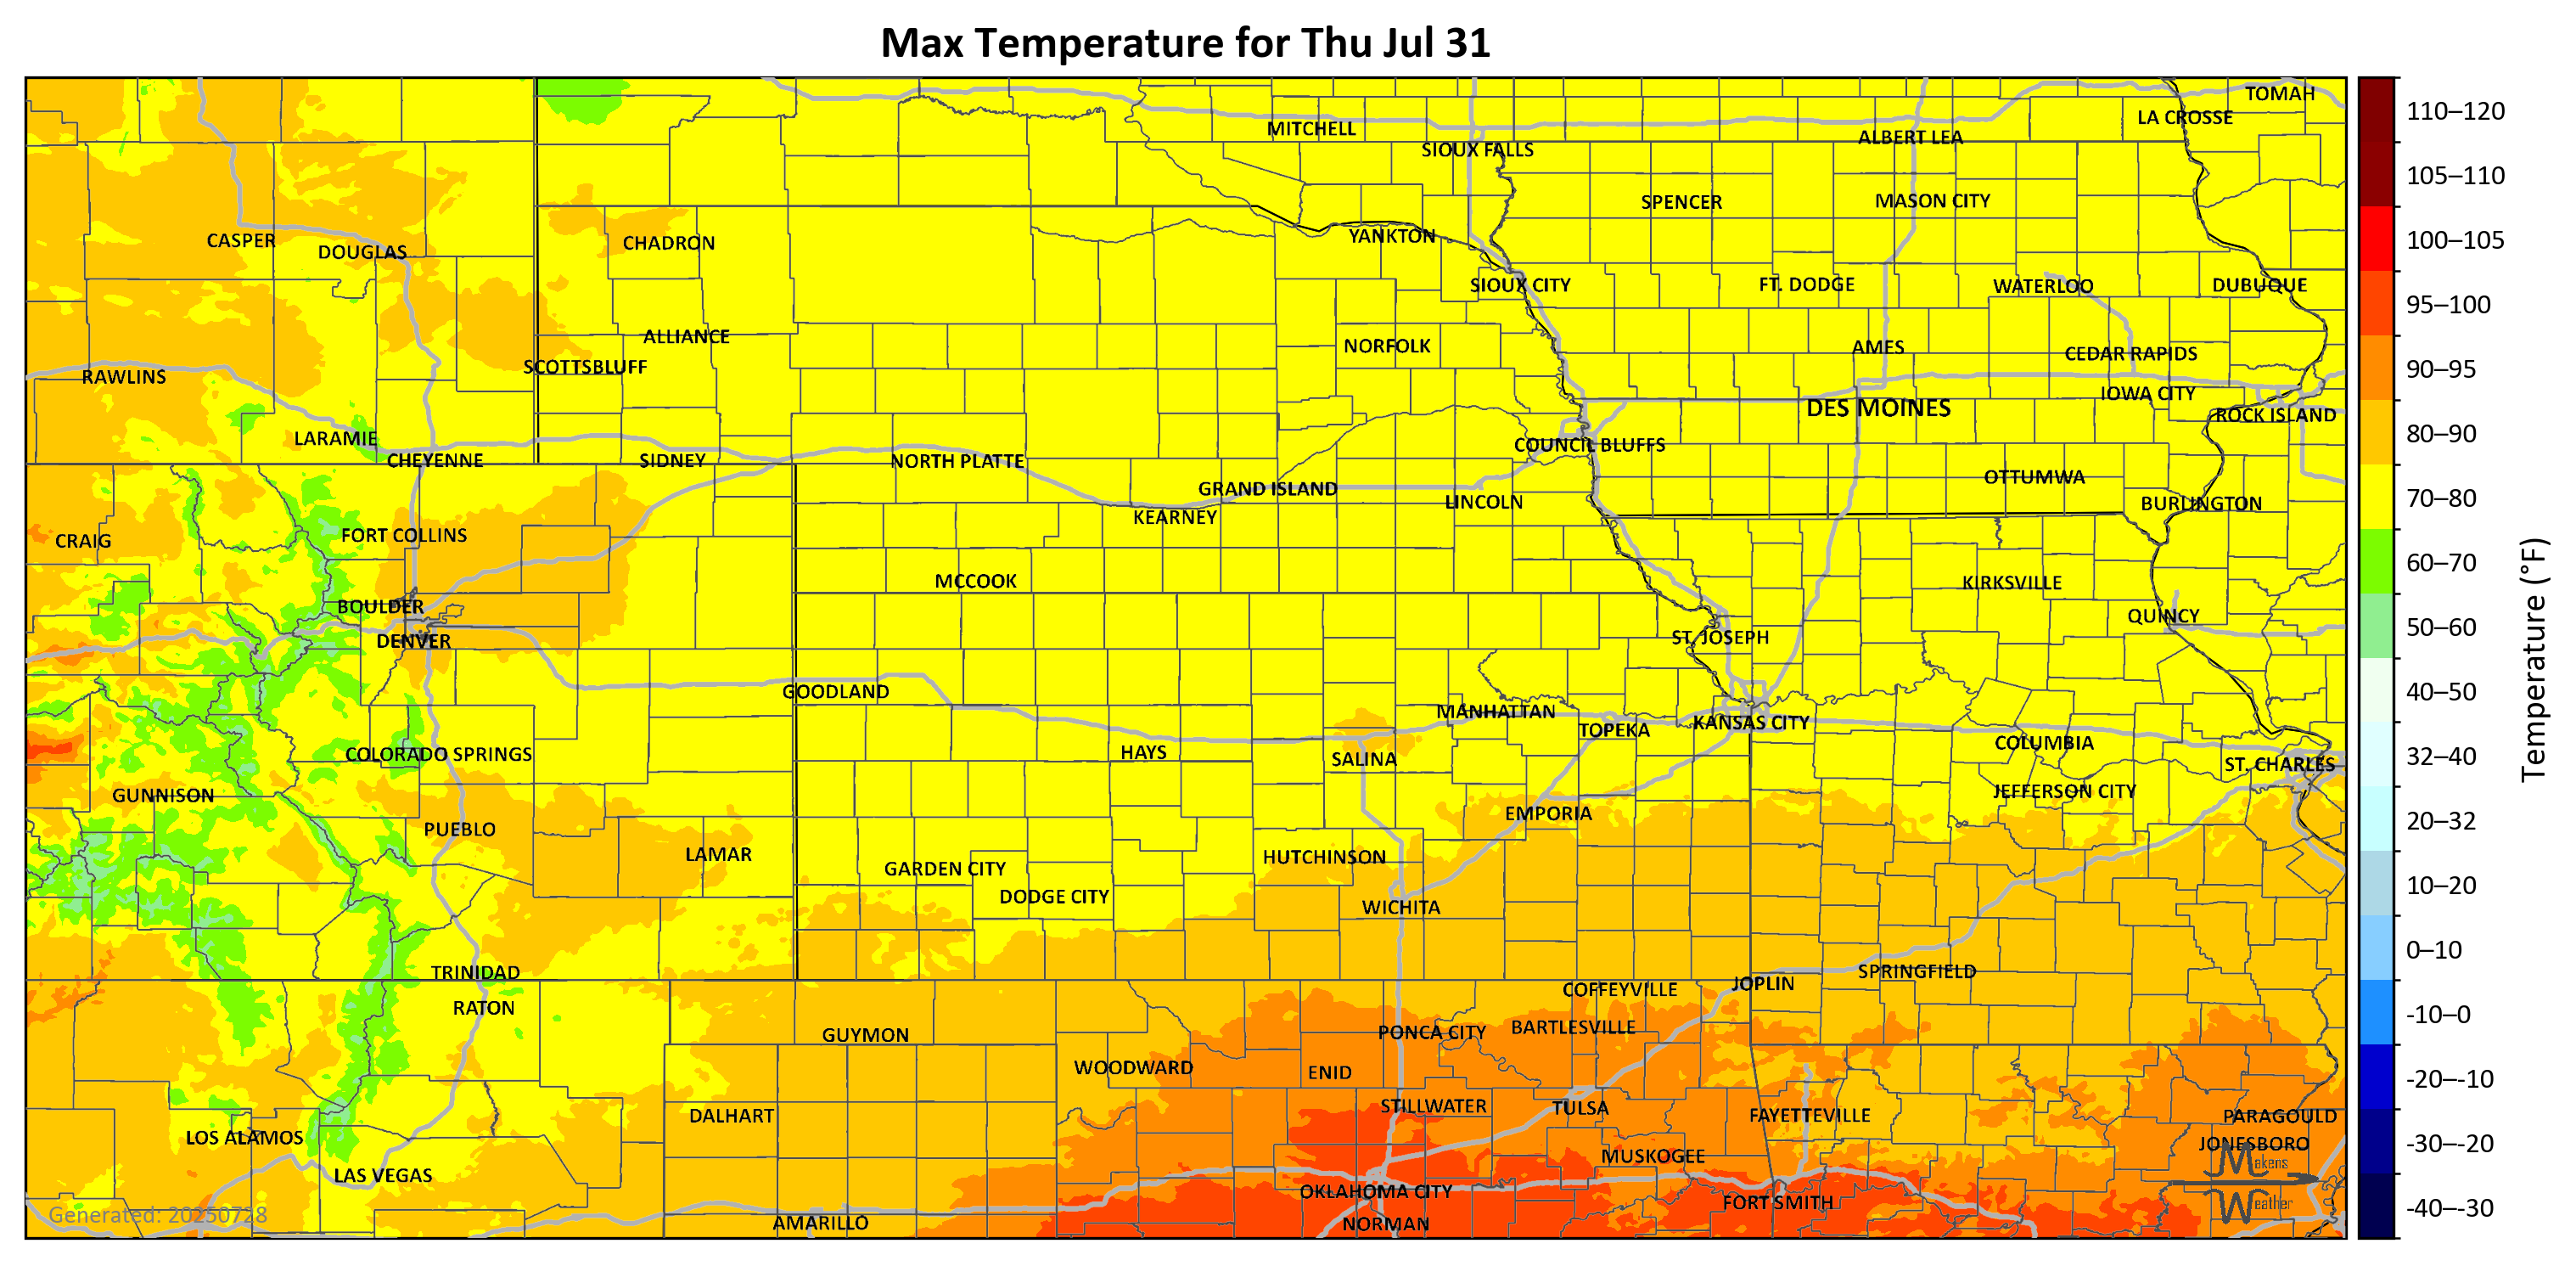 Max Temperature for Thu Jul 31
TOMAH
LA CROSSE
MITCHELL
ALBERT LEA
SIOUX FALLS
SPENCER
MASON CITY
CASPER
DOUGLAS
CHADRON
YANKTON
SIOUX CITY
FT. DODGE
WATERLOO
DUBUQUE
ALLIANCE
NORFOLK
AMES
CEDAR RAPIDS
SCOTTSBLUFF
RAWLINS
IOWA CITY
DES MOINES
ROCK ISLAND
LARAMIE
COUNCIL BLUFFS
CHEYENNE
SIDNEY
NORTH PLATTE
OTTUMWA
GRAND ISLAND
LINCOLN
BURLINGTON
KEARNEY
CRAIG
FORT COLLINS
MCCOOK
KIRKSVILLE
BOULDER
QUINCY
DENVER
ST. JOSEPH
GOODLAND
MANHATTAN
TOPEKA
KANSAS CITY
COLUMBIA
COLORADO SPRINGS
HAYS
SALINA
ST. CHARLES
GUNNISON
JEFFERSON CITY
EMPORIA
PUEBLO
LAMAR
HUTCHINSON
GARDEN CITY
DODGE CITY
WICHITA
TRINIDAD
SPRINGFIELD
JOPLIN
COFFEYVILLE
RATON
GUYMON
PONCA CITY
BARTLESVILLE
WOODWARD
ENID
STILLWATER
TULSA
DALHART
FAYETTEVILLE
PARAGOULD
LOS ALAMOS
JONESBORO
MUSKOGEE
LAS VEGAS
OKLAHOMA CITY
FORT SMITH
AMARILLO
NORMAN
Makens
Weather
Generated: 20250728
110–120
105–110
100–105
95–100
90–95
80–90
70–80
60–70
50–60
40–50
32–40
20–32
10–20
0–10
-10–0
-20–-10
-30–-20
-40–-30
Temperature (°F)